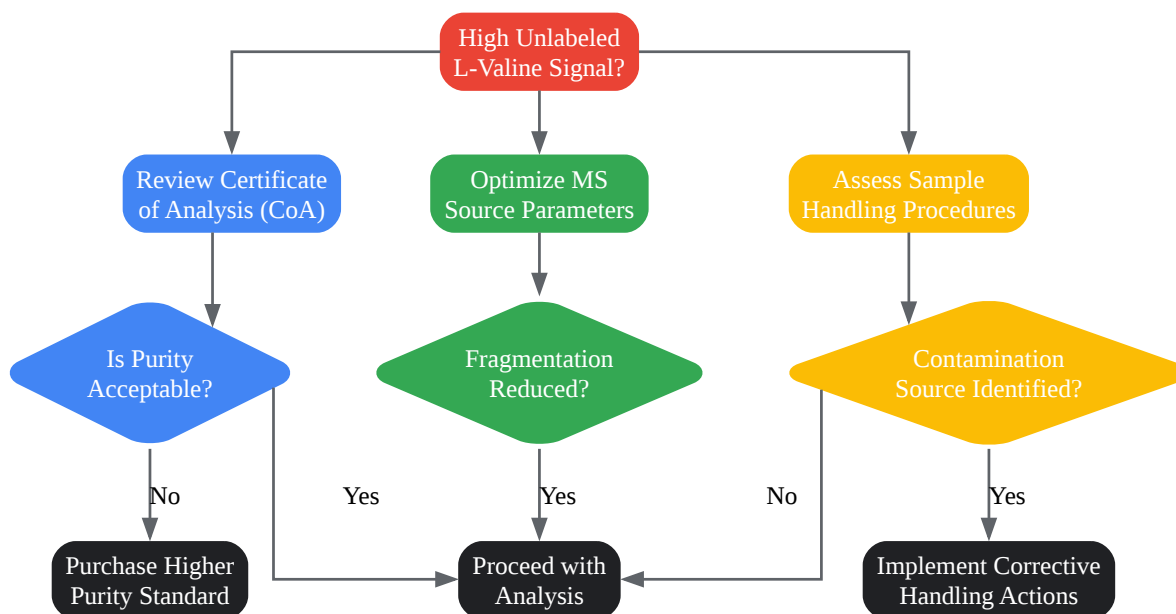 High Unlabeled
L-Valine Signal?
Review Certificate
of Analysis (CoA)
Optimize MS
Source Parameters
Assess Sample
Handling Procedures
Is Purity
Acceptable?
Fragmentation
Reduced?
Contamination
Source Identified?
No
Yes
Yes
No
Yes
Purchase Higher
Purity Standard
Proceed with
Analysis
Implement Corrective
Handling Actions